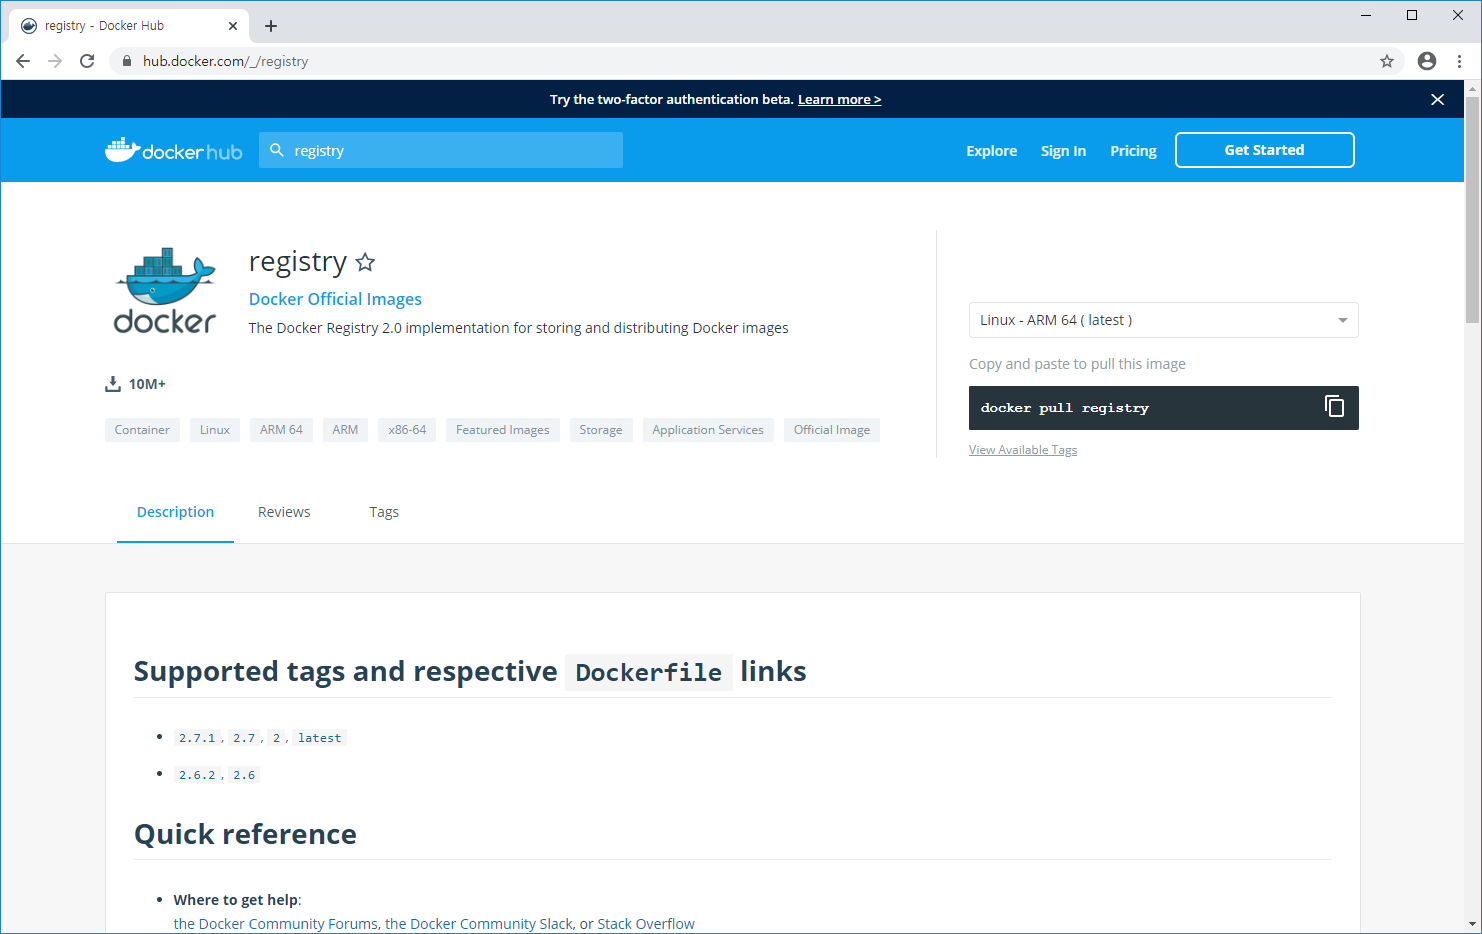 registry - Docker Hub
hub.docker.com/_/registry
Try the two-factor authentication beta. Learn more >
docker hub
registry
Explore Sign In Pricing Get Started
docker
registry
Docker Official Images
The Docker Registry 2.0 implementation for storing and distributing Docker images
10M+
Container Linux ARM 64 ARM x86-64 Featured Images Storage Application Services Official Image
Linux - ARM 64 ( latest )
Copy and paste to pull this image
docker pull registry
View Available Tags
Description Reviews Tags
Supported tags and respective Dockerfile links
• 2.7.1, 2.7, 2, latest
• 2.6.2, 2.6
Quick reference
• Where to get help:
the Docker Community Forums, the Docker Community Slack, or Stack Overflow